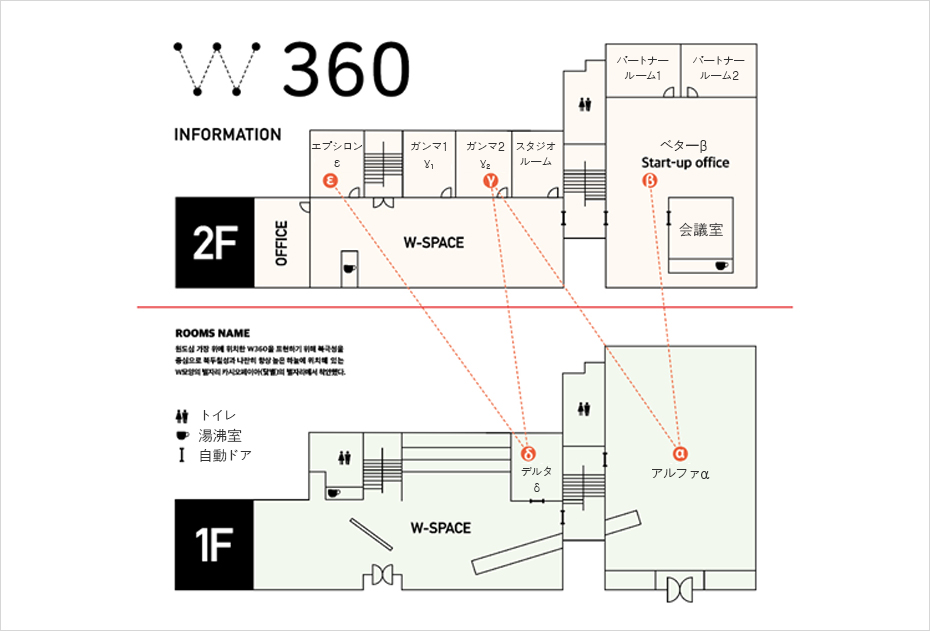 W 360
INFORMATION
パートナー
ルーム1
パートナー
ルーム2
エプシロン
ε
ガンマ1
γ₁
ガンマ2
γ₂
スタジオ
ルーム
ベターβ
Start-up office
ε
γ
β
2F
OFFICE
W-SPACE
会議室
ROOMS NAME
원도심 가장 위에 위치한 W360을 표현하기 위해 북극성을
중심으로 북두칠성과 나란히 항상 높은 하늘에 위치해 있는
W모양의 별자리 카시오페이아(닻별)의 별자리에서 착안했다.
トイレ
湯沸室
自動ドア
δ
デルタ
δ
α
アルファα
1F
W-SPACE